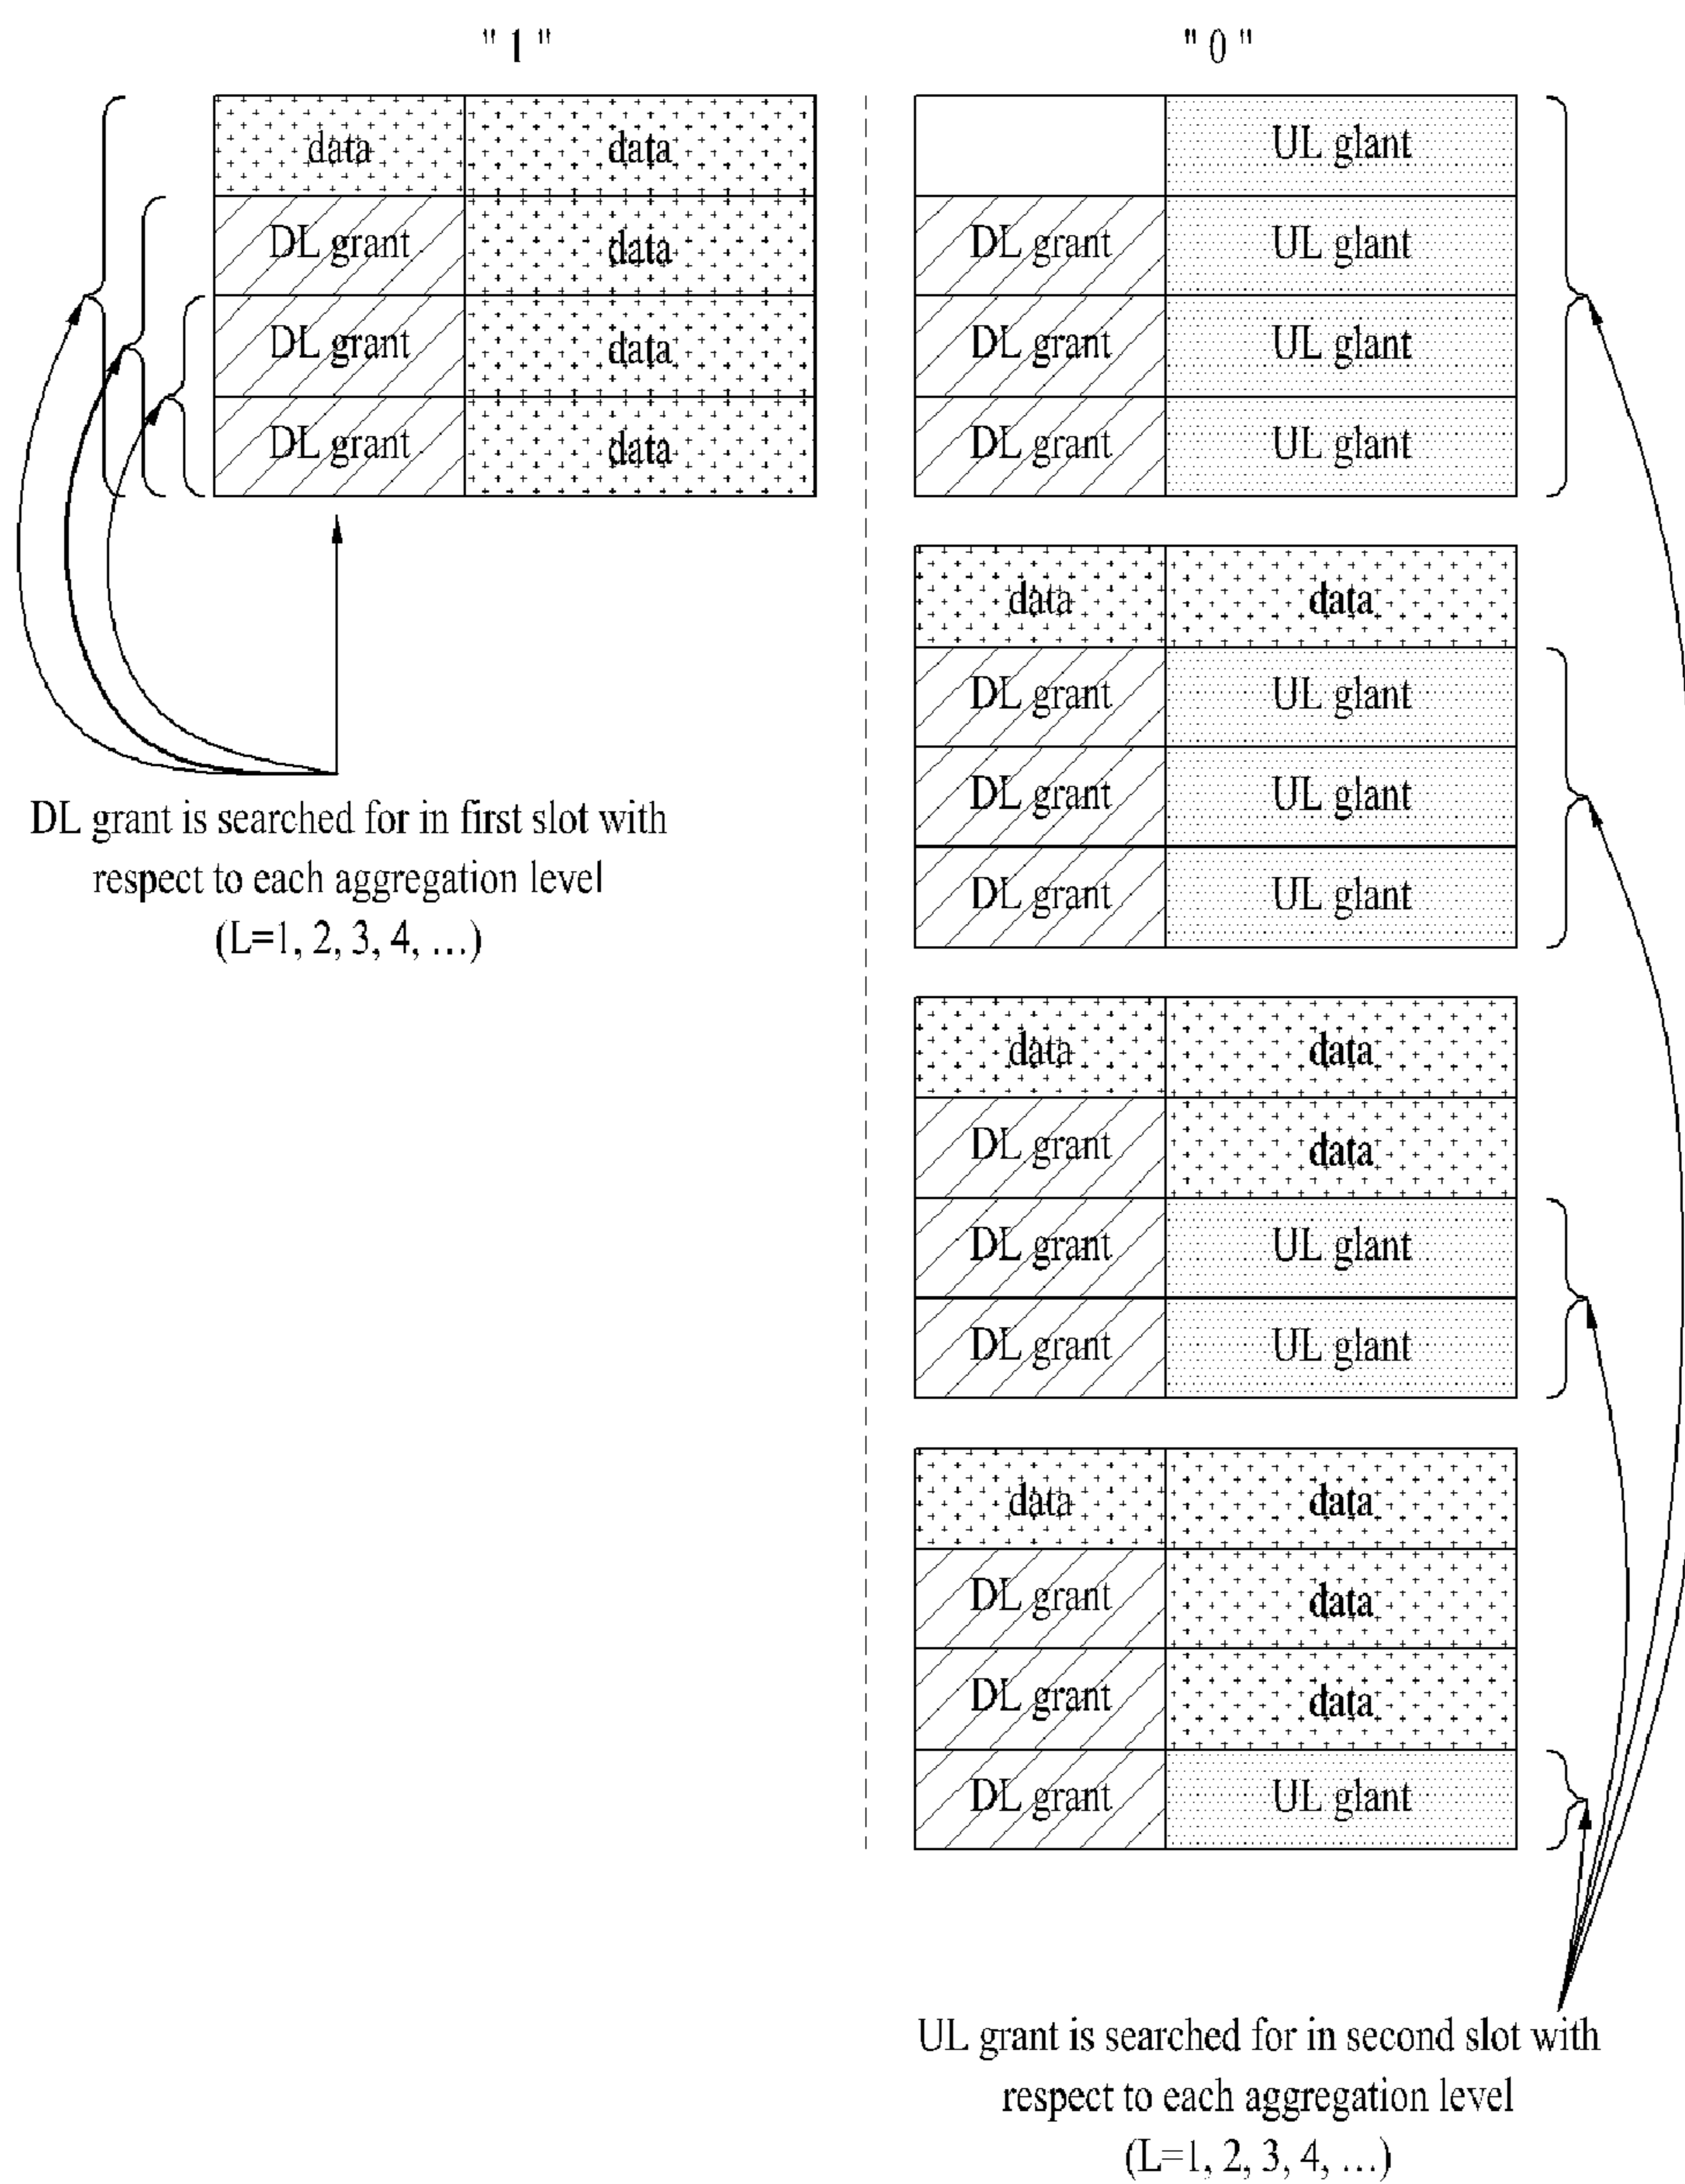 " 1 "
data data
DL grant data
DL grant data
DL grant data
DL grant is searched for in first slot with
respect to each aggregation level
(L=1, 2, 3, 4, ...)
" 0 "
UL glant
DL grant UL glant
DL grant UL glant
DL grant UL glant
data data
DL grant UL glant
DL grant UL glant
DL grant UL glant
data data
DL grant data
DL grant UL glant
DL grant UL glant
data data
DL grant data
DL grant data
DL grant UL glant
UL grant is searched for in second slot with
respect to each aggregation level
(L=1, 2, 3, 4, ...)